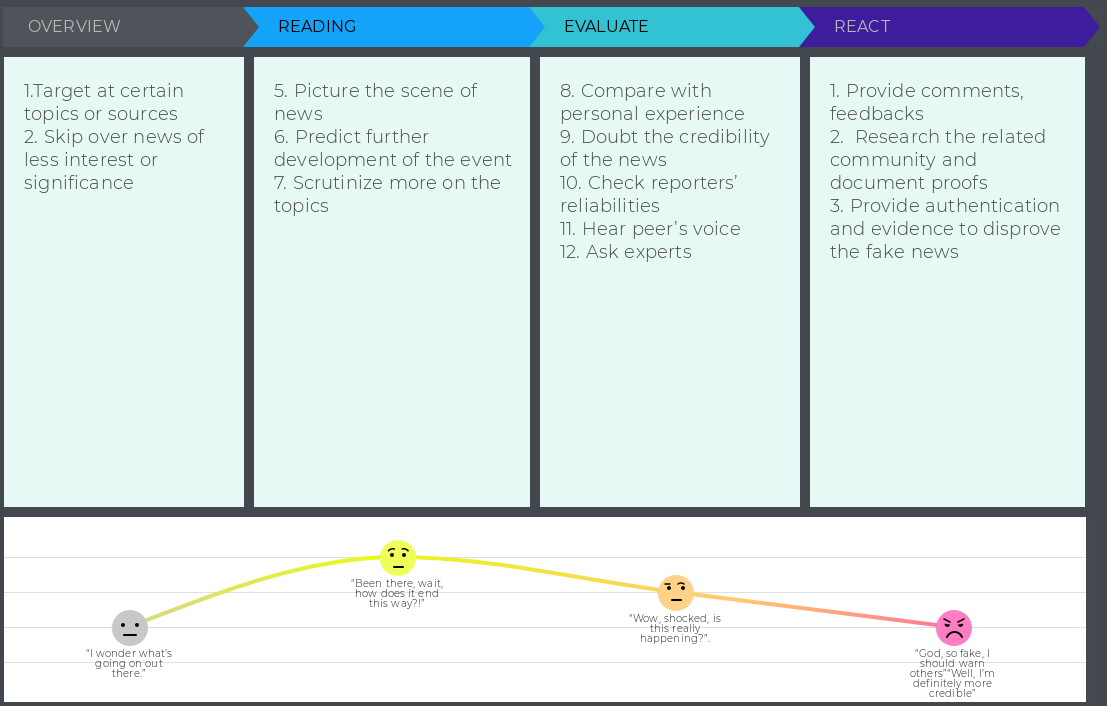 OVERVIEW
READING
EVALUATE
REACT
1.Target at certain
topics or sources
2. Skip over news of
less interest or
significance
5. Picture the scene of
news
6. Predict further
development of the event
7. Scrutinize more on the
topics
8. Compare with
personal experience
9. Doubt the credibility
of the news
10. Check reporters’
reliabilities
11. Hear peer’s voice
12. Ask experts
1. Provide comments,
feedbacks
2.  Research the related
community and
document proofs
3. Provide authentication
and evidence to disprove
the fake news
“I wonder what’s
going on out
there.”
“Been there, wait,
how does it end
this way?!”
“Wow, shocked, is
this really
happening?”.
“God, so fake, I
should warn
others”“Well, I’m
definitely more
credible”